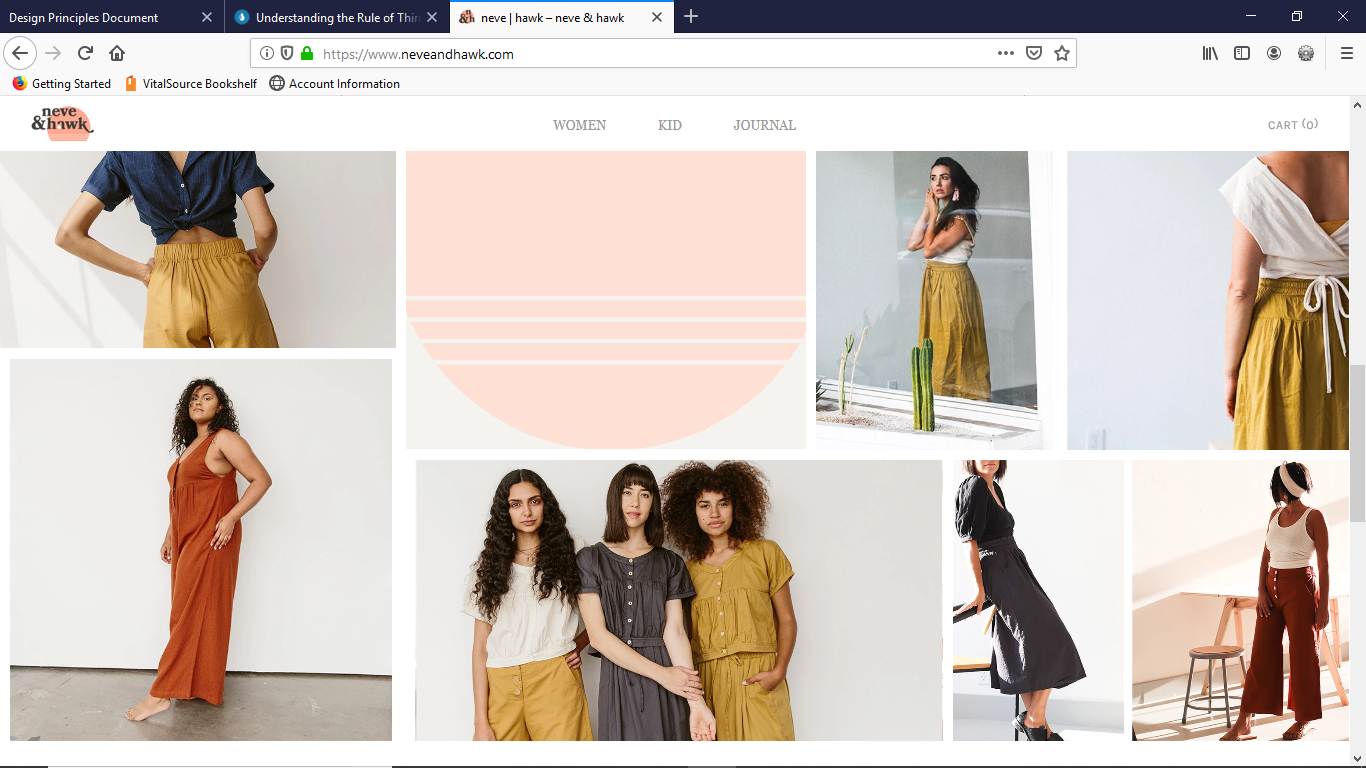 Design Principles Document
Understanding the Rule of Thir
neve | hawk – neve & hawk
https://www.neveandhawk.com
Getting Started
VitalSource Bookshelf
Account Information
neve
&hawk
WOMEN
KID
JOURNAL
CART (0)